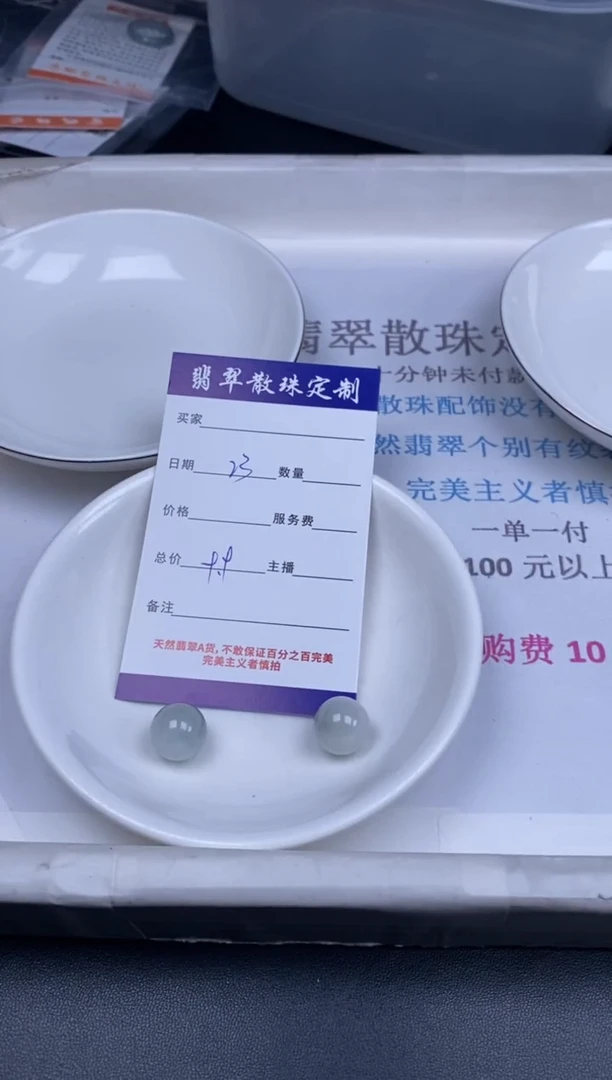 翡翠散珠定制
买家
日期 23 数量
价格 服务费
总价 主播
备注
天然翡翠A货,不敢保证百分之百完美
完美主义者慎拍
翡翠散珠定
十分钟未付款
散珠配饰没有
然翡翠个别有纹
完美主义者慎
一单一付
100 元以上
购费 10